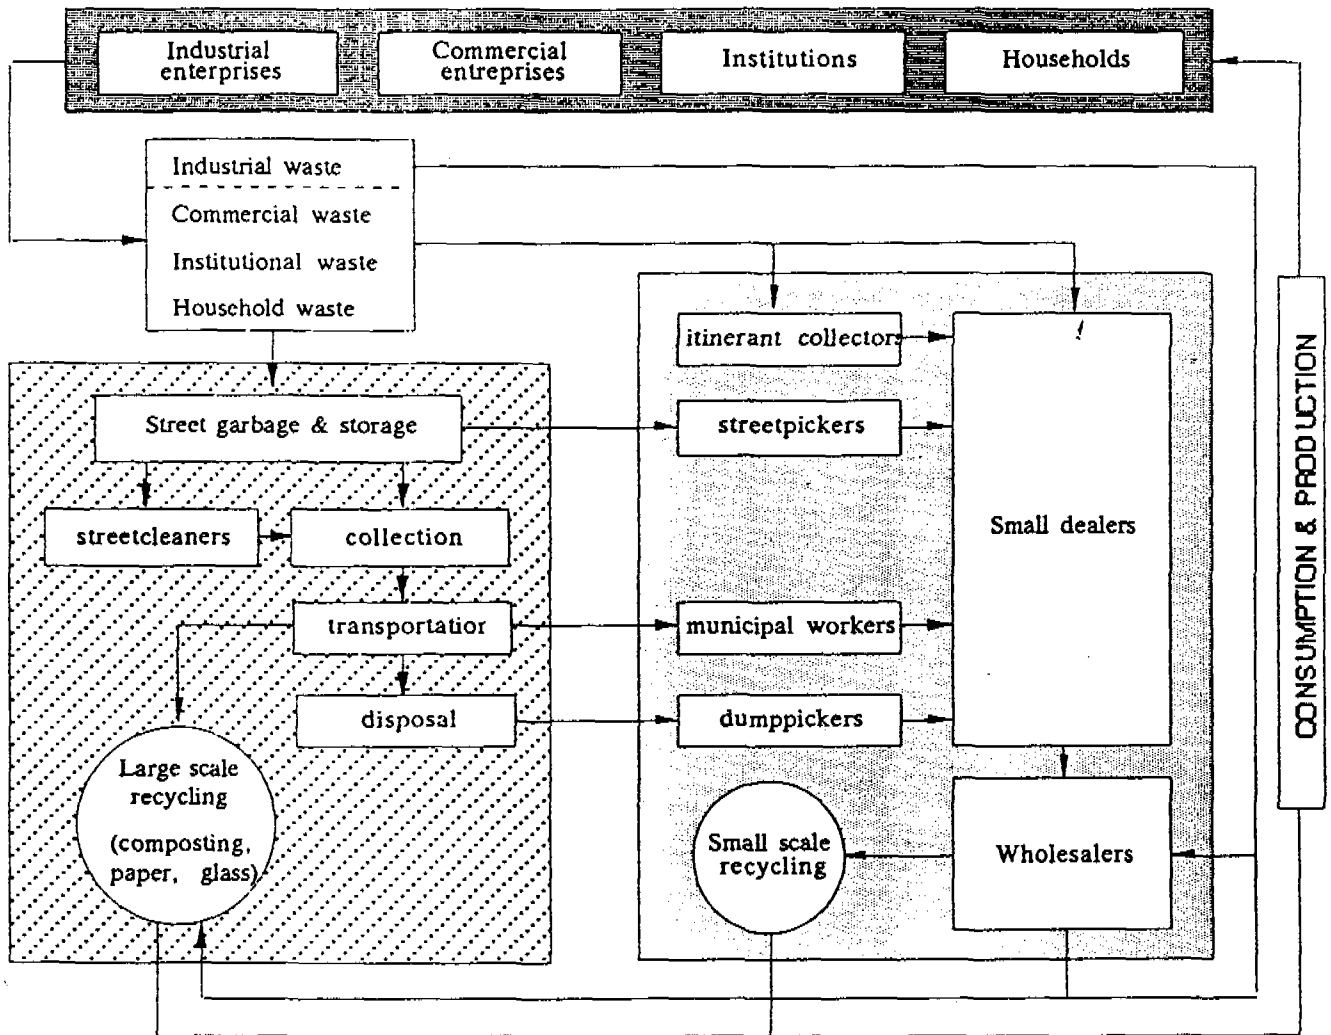 Industrial
enterprises
Commercial
entreprises
Institutions
Households
Industrial waste
Commercial waste
Institutional waste
Household waste
itinerant collectors
Street garbage & storage
streetpickers
streetcleaners
collection
Small dealers
transportation
municipal workers
disposal
dumppickers
Large scale
recycling
(composting,
paper, glass)
Small scale
recycling
Wholesalers
CONSUMPTION & PRODUCTION